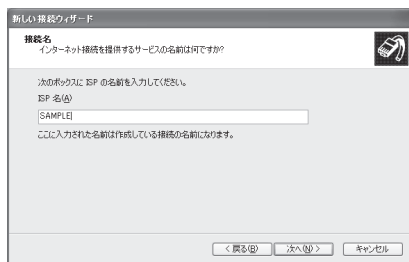 新しい接続ウィザード
接続名
インターネット接続を提供するサービスの名前は何ですか?
次のボックスに ISP の名前を入力してください。
ISP 名(A)
SAMPLE
ここに入力された名前は作成している接続の名前になります。
< 戻る(B)
次へ(N) >
キャンセル